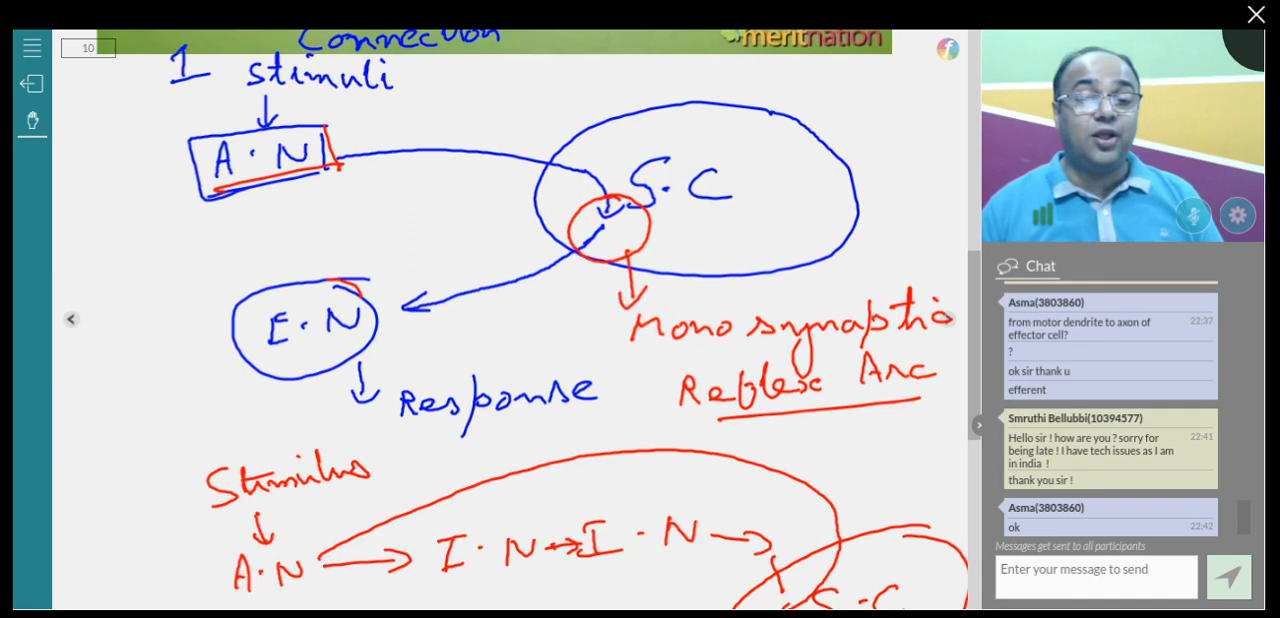 10
Connection
meritnation
1 stimuli
A.N
S.C
E.N
Mono synaptic
Reflex Arc
Response
Stimulus
A.N → I.N → I.N →
S.C
Chat
Asma(3803860)
from motor dendrite to axon of
effector cell?
22:37
?
ok sir thank u
efferent
Smruthi Bellubbi(10394577)
Hello sir ! how are you ? sorry for
being late ! I have tech issues as I am
in india !
22:41
thank you sir !
Asma(3803860)
ok
22:42
Messages get sent to all participants
Enter your message to send